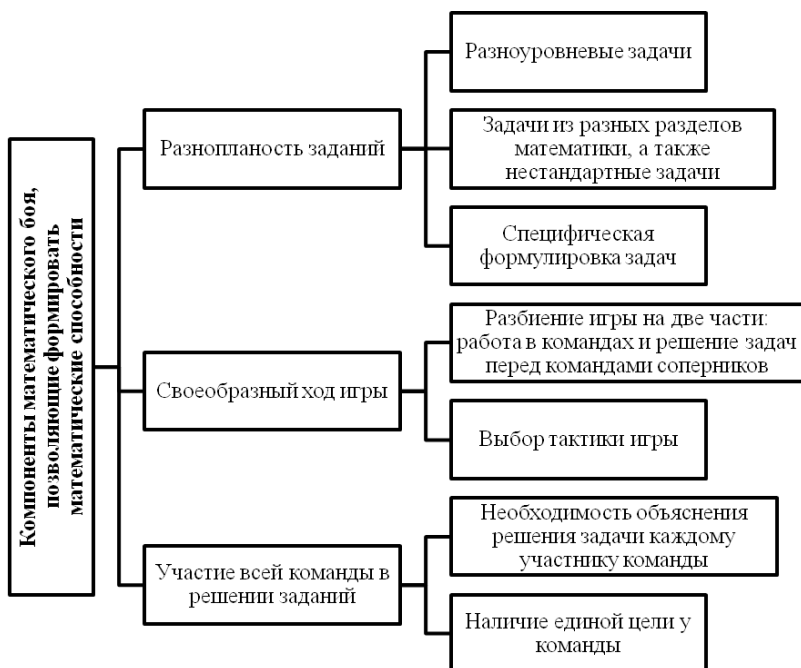 Компоненты математического боя,
позволяющие формировать
математические способности
Разнопланость заданий
Разноуровневые задачи
Задачи из разных разделов
математики, а также
нестандартные задачи
Специфическая
формулировка задач
Своеобразный ход игры
Разбиение игры на две части:
работа в командах и решение задач
перед командами соперников
Выбор тактики игры
Участие всей команды в
решении заданий
Необходимость объяснения
решения задачи каждому
участнику команды
Наличие единой цели у
команды